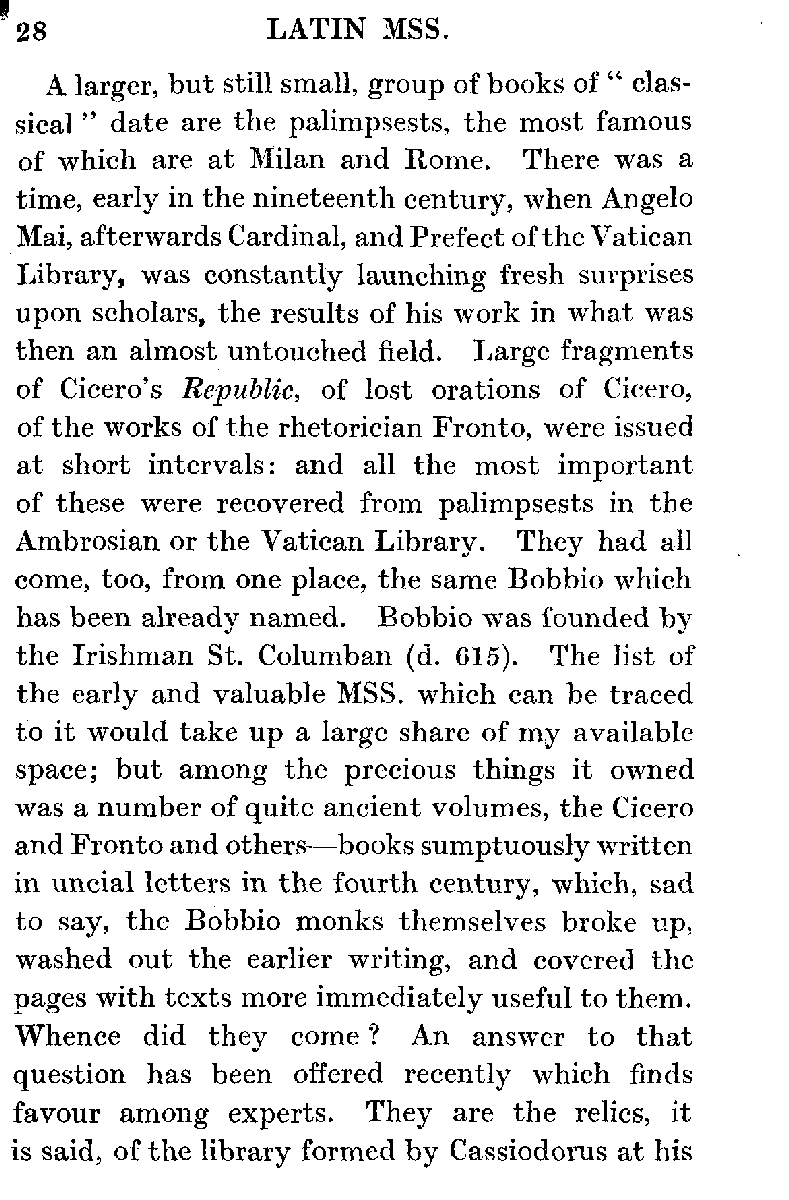 28 LATIN MSS.
A larger, but still small, group of books of “ clas-
sical ” date are the palimpsests, the most famous
of which are at Milan and Rome. There was a
time, early in the nineteenth century, when Angelo
Mai, afterwards Cardinal, and Prefect of the Vatican
Library, was constantly launching fresh surprises
upon scholars, the results of his work in what was
then an almost untouched field. Large fragments
of Cicero’s Republic, of lost orations of Cicero,
of the works of the rhetorician Fronto, were issued
at short intervals: and all the most important
of these were recovered from palimpsests in the
Ambrosian or the Vatican Library. They had all
come, too, from one place, the same Bobbio which
has been already named. Bobbio was founded by
the Irishman St. Columban (d. 615). The list of
the early and valuable MSS. which can be traced
to it would take up a large share of my available
space; but among the precious things it owned
was a number of quite ancient volumes, the Cicero
and Fronto and others—books sumptuously written
in uncial letters in the fourth century, which, sad
to say, the Bobbio monks themselves broke up,
washed out the earlier writing, and covered the
pages with texts more immediately useful to them.
Whence did they come? An answer to that
question has been offered recently which finds
favour among experts. They are the relics, it
is said, of the library formed by Cassiodorus at his